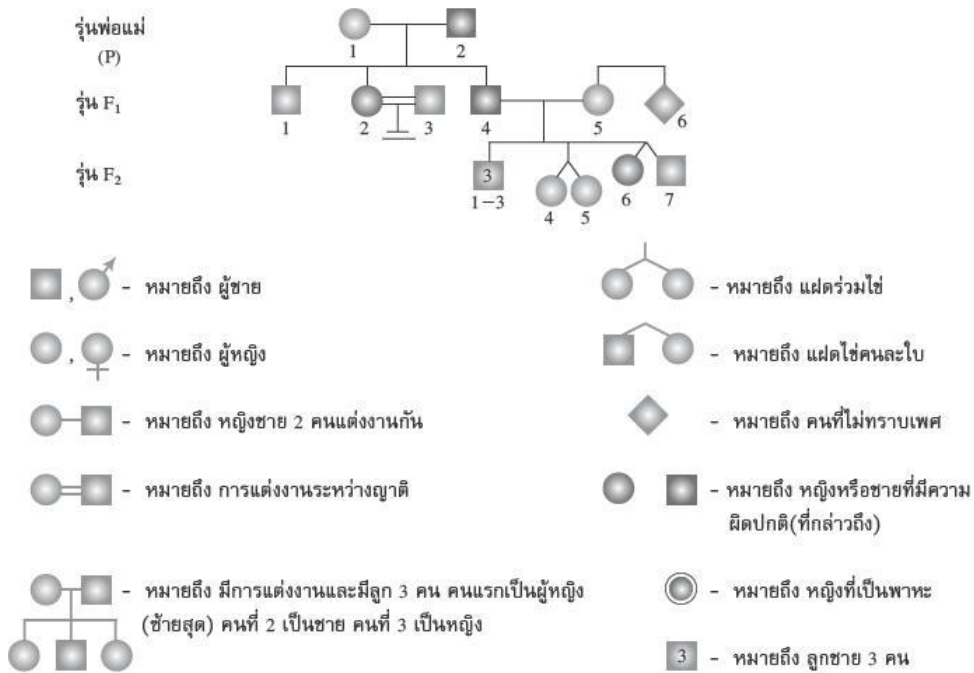 รุ่นพ่อแม่
(P)
1 2
รุ่น F₁
1 2 3 4 5 6
รุ่น F₂
3
1–3 4 5 6 7
, - หมายถึง ผู้ชาย
- หมายถึง แฝดร่วมไข่
, - หมายถึง ผู้หญิง
- หมายถึง แฝดไข่คนละใบ
- หมายถึง หญิงชาย 2 คนแต่งงานกัน
- หมายถึง คนที่ไม่ทราบเพศ
- หมายถึง การแต่งงานระหว่างญาติ
- หมายถึง หญิงหรือชายที่มีความ
ผิดปกติ(ที่กล่าวถึง)
- หมายถึง มีการแต่งงานและมีลูก 3 คน คนแรกเป็นผู้หญิง
(ซ้ายสุด) คนที่ 2 เป็นชาย คนที่ 3 เป็นหญิง
- หมายถึง หญิงที่เป็นพาหะ
3 - หมายถึง ลูกชาย 3 คน